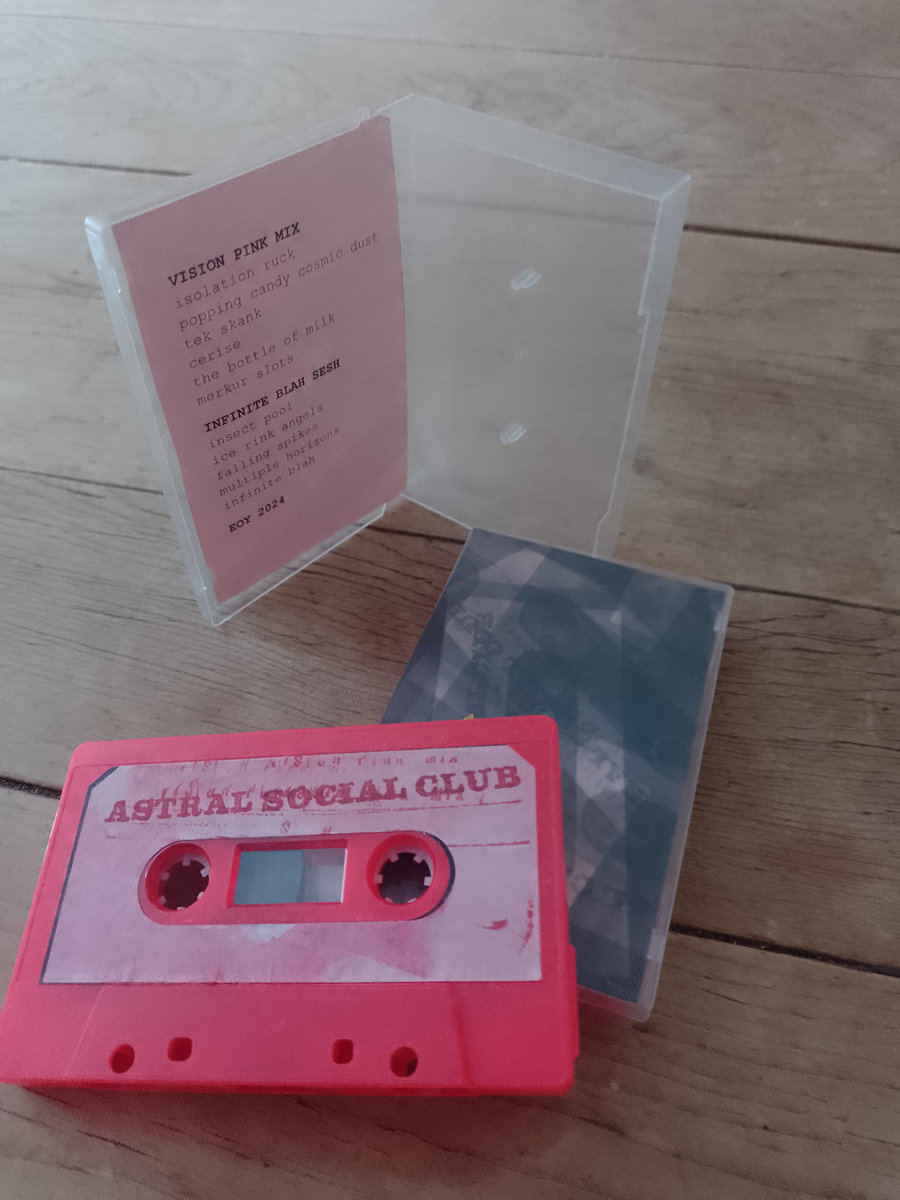 VISION PINK MIX
isolation ruck
popping candy cosmic dust
tek skank
cerise
the bottle of milk
merkur slots
INFINITE BLAH SESH
insect pool
ice rink angels
falling spikes
multiple horizons
infinite blah
EOY 2024
ASTRAL SOCIAL CLUB